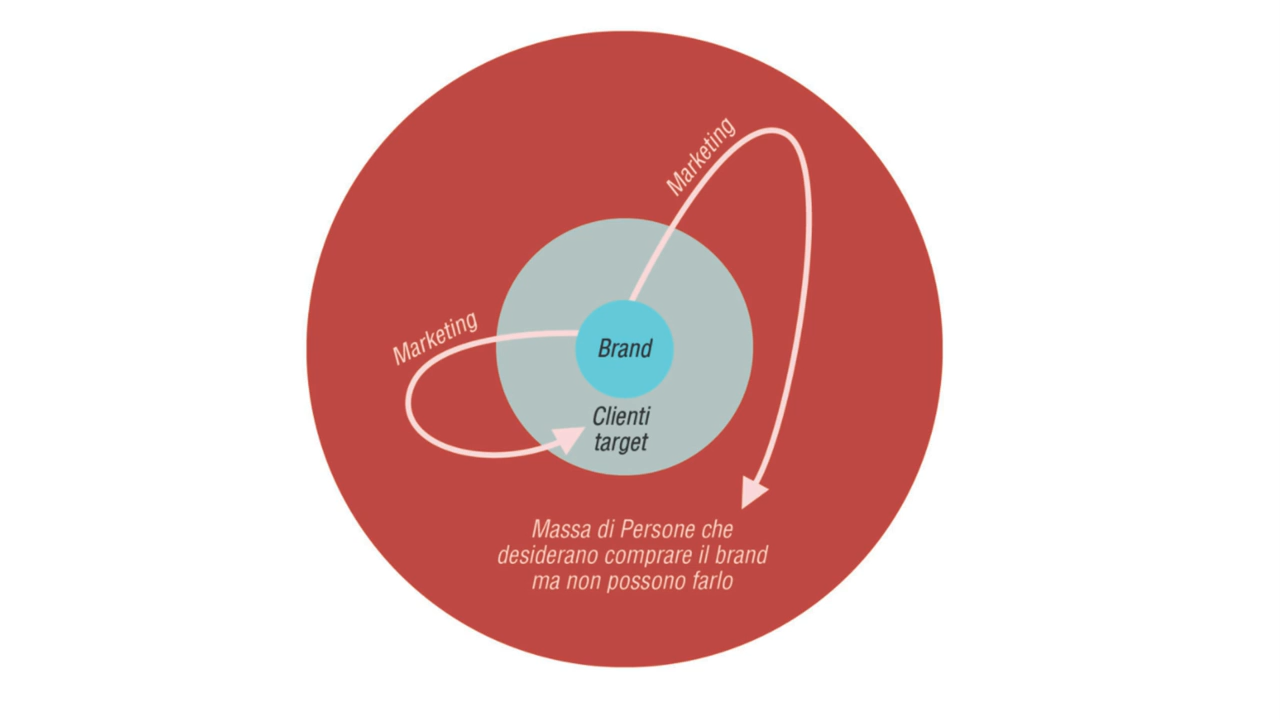 Marketing
Marketing
Brand
Clienti
target
Massa di Persone che
desiderano comprare il brand
ma non possono farlo